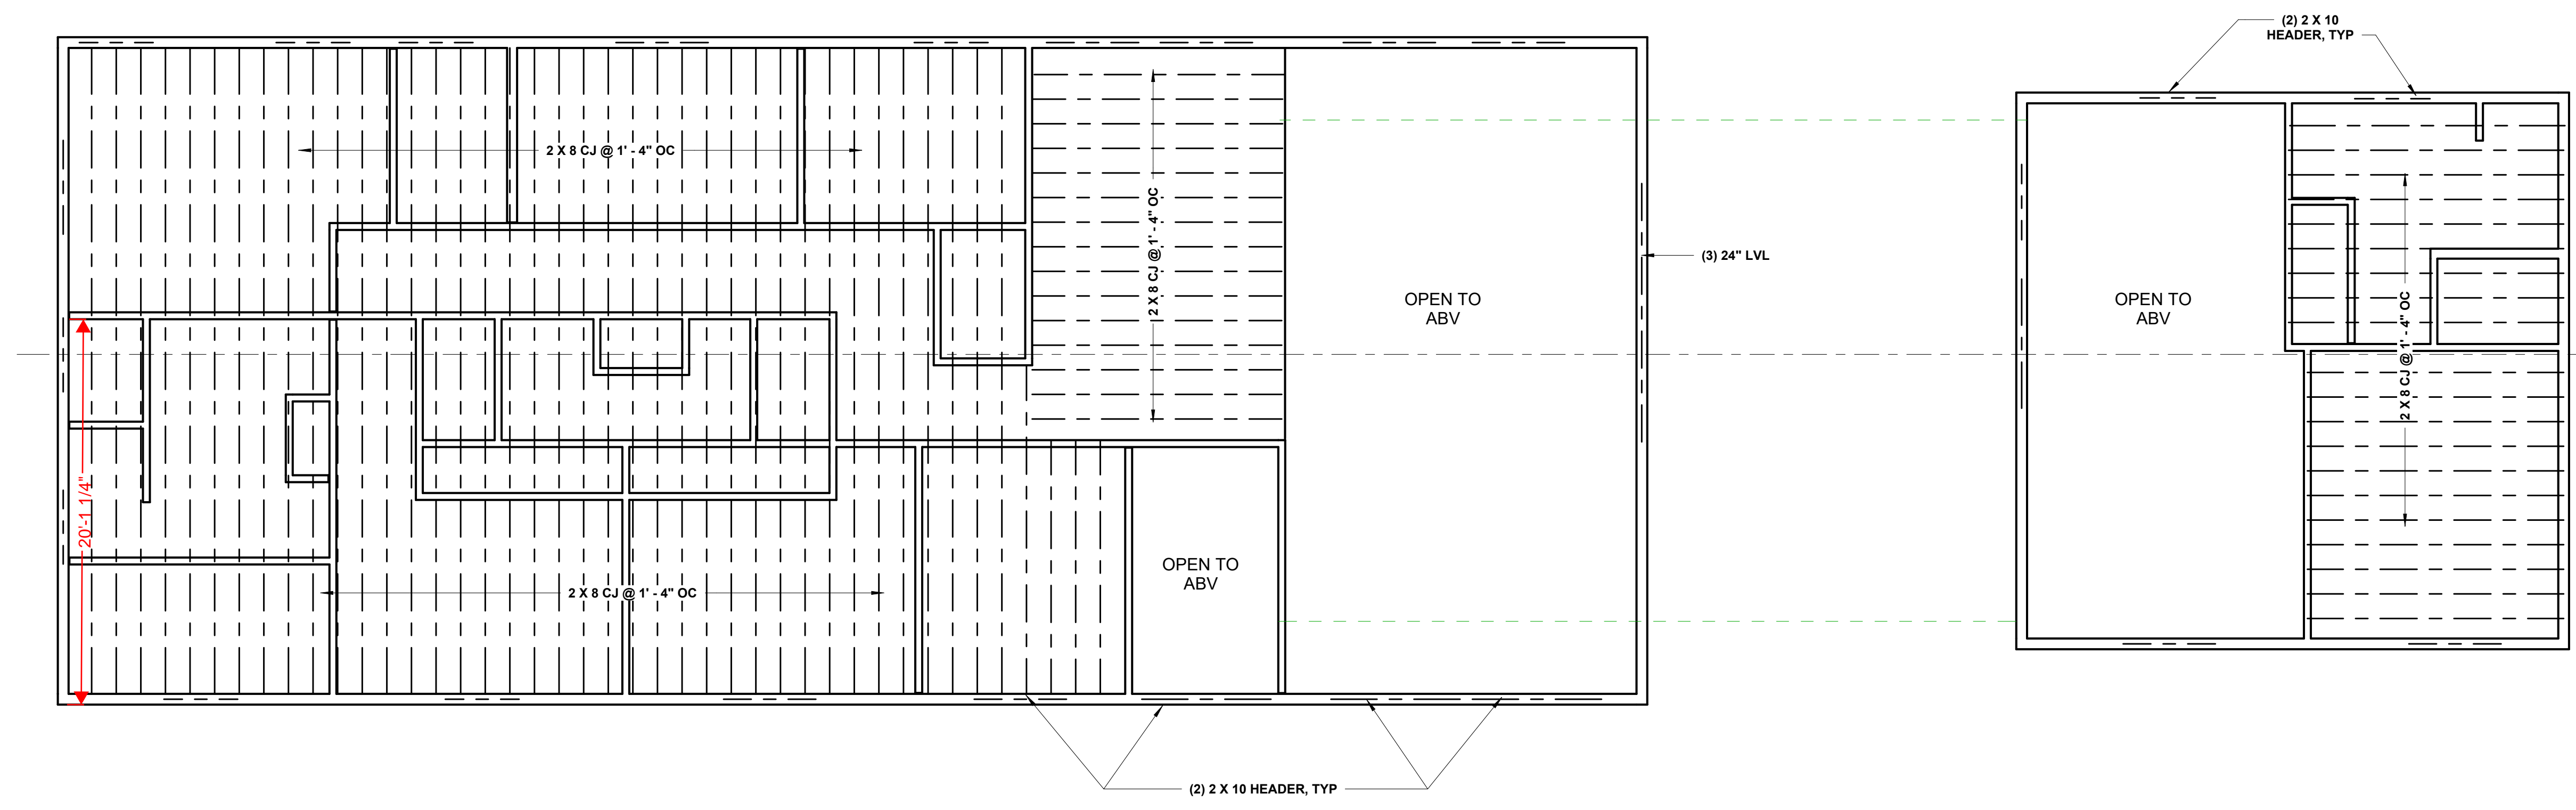 (2) 2 X 10
HEADER, TYP
2 X 8 CJ @ 1' - 4" OC
2 X 8 CJ @ 1' - 4" OC
2 X 8 CJ @ 1' - 4" OC
(3) 24" LVL
OPEN TO
ABV
OPEN TO
ABV
2 X 8 CJ @ 1' - 4" OC
20'-1 1/4"
OPEN TO
ABV
(2) 2 X 10 HEADER, TYP